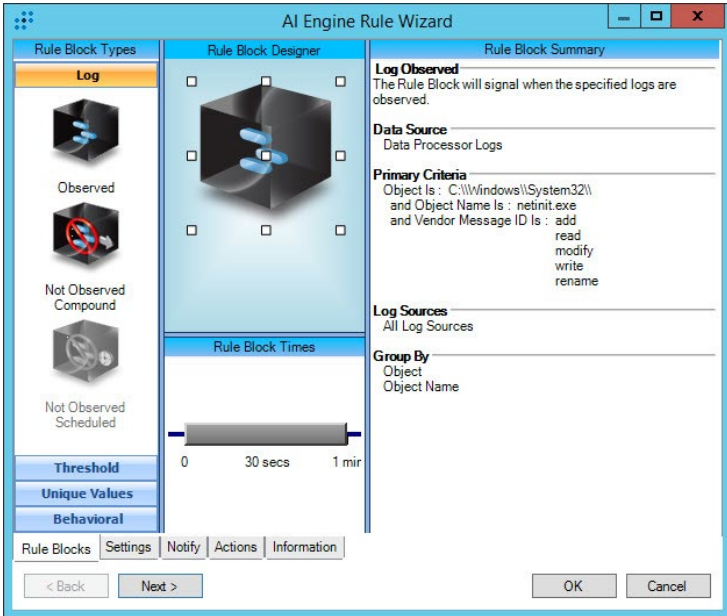 AI Engine Rule Wizard
Rule Block Types
Log
Observed
Not Observed
Compound
Not Observed
Scheduled
Threshold
Unique Values
Behavioral
Rule Block Designer
Rule Block Times
0 30 secs 1 min
Rule Block Summary
Log Observed
The Rule Block will signal when the specified logs are
observed.
Data Source
Data Processor Logs
Primary Criteria
Object Is : C:\\\Windows\\System32\\
and Object Name Is : netinit.exe
and Vendor Message ID Is : add
read
modify
write
rename
Log Sources
All Log Sources
Group By
Object
Object Name
Rule Blocks Settings Notify Actions Information
< Back Next > OK Cancel